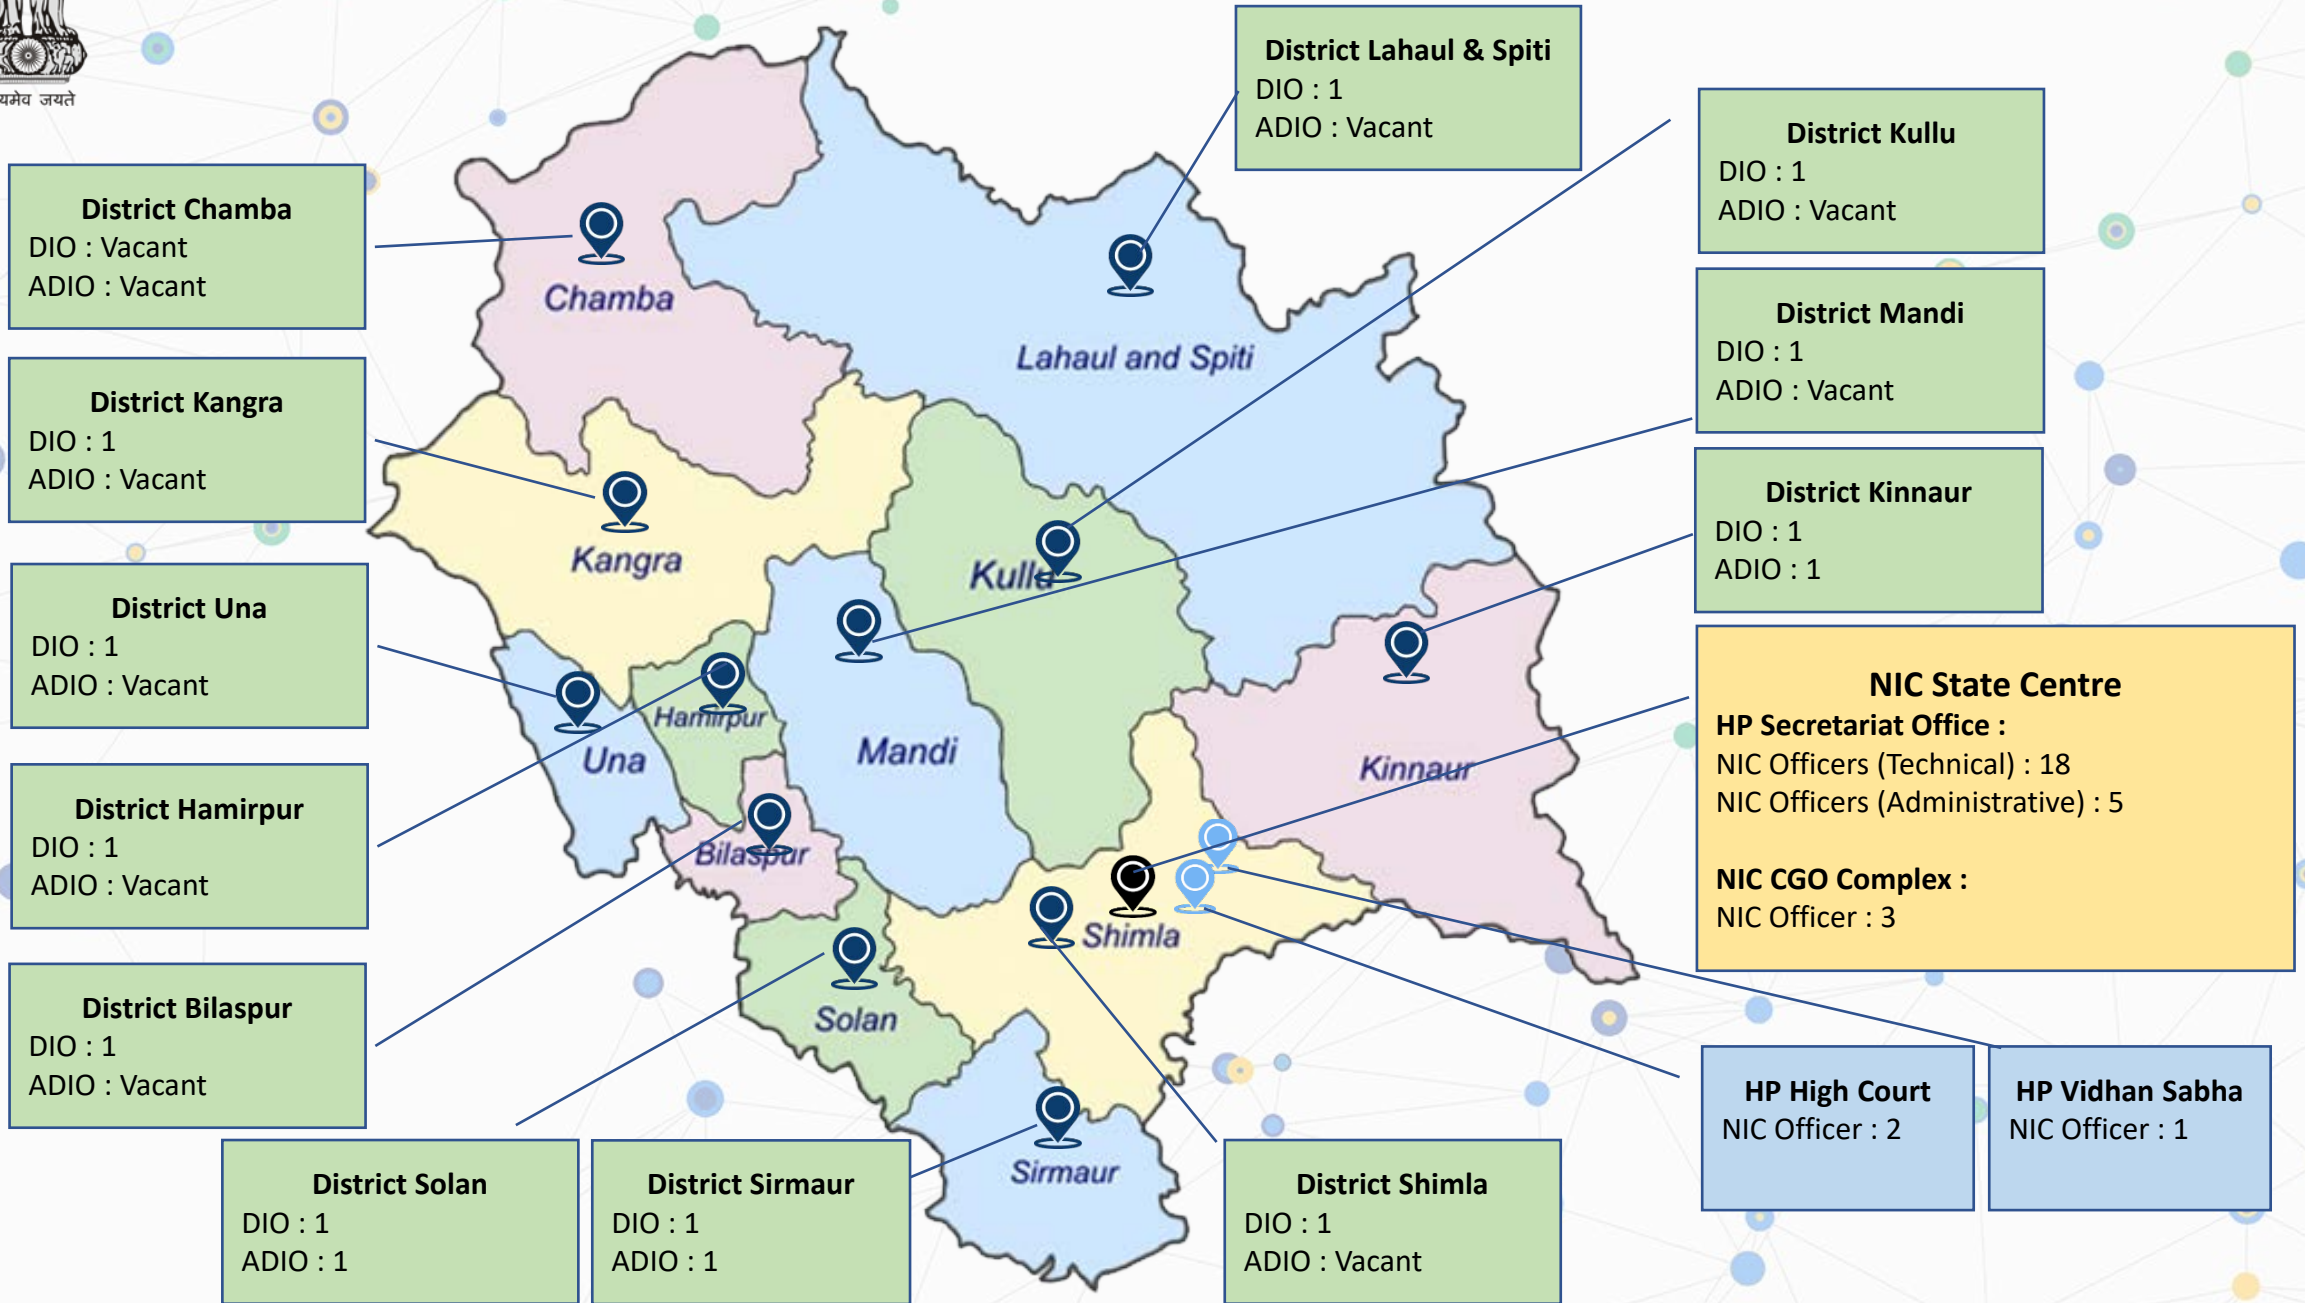 यमेव जयते
District Lahaul & Spiti
DIO : 1
ADIO : Vacant
District Kullu
DIO : 1
ADIO : Vacant
District Chamba
DIO : Vacant
ADIO : Vacant
District Mandi
DIO : 1
ADIO : Vacant
District Kangra
DIO : 1
ADIO : Vacant
District Kinnaur
DIO : 1
ADIO : 1
District Una
DIO : 1
ADIO : Vacant
NIC State Centre
HP Secretariat Office :
NIC Officers (Technical) : 18
NIC Officers (Administrative) : 5
NIC CGO Complex :
NIC Officer : 3
District Hamirpur
DIO : 1
ADIO : Vacant
District Bilaspur
DIO : 1
ADIO : Vacant
HP High Court
NIC Officer : 2
HP Vidhan Sabha
NIC Officer : 1
District Solan
DIO : 1
ADIO : 1
District Sirmaur
DIO : 1
ADIO : 1
District Shimla
DIO : 1
ADIO : Vacant
Chamba
Lahaul and Spiti
Kangra
Kullu
Hamirpur
Una
Mandi
Kinnaur
Bilaspur
Shimla
Solan
Sirmaur